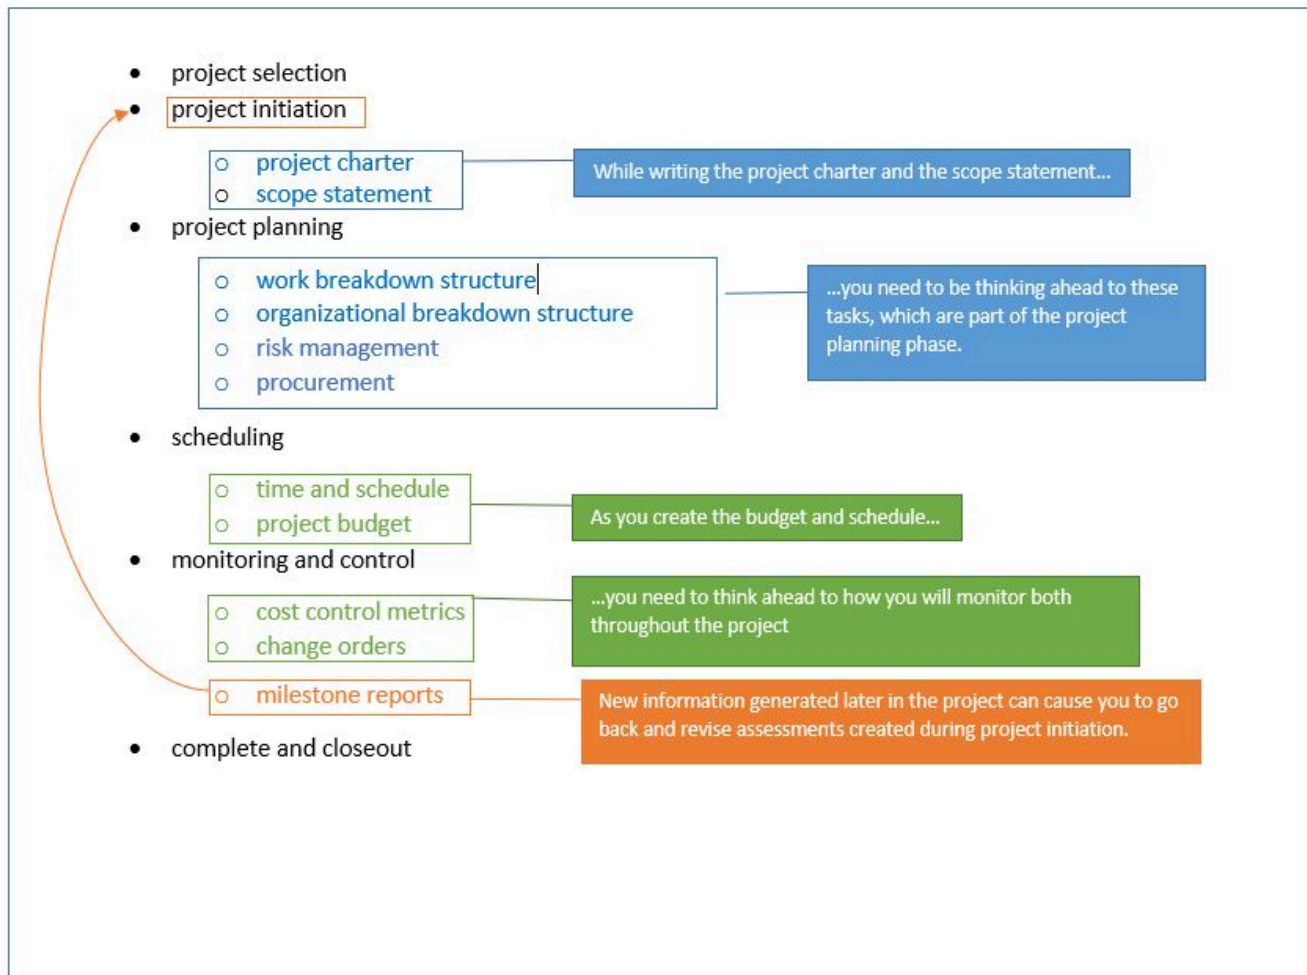 • project selection
• project initiation
○ project charter
While writing the project charter and the scope statement...
○ scope statement
• project planning
○ work breakdown structure
○ organizational breakdown structure
○ risk management
○ procurement
...you need to be thinking ahead to these
tasks, which are part of the project
planning phase.
• scheduling
○ time and schedule
○ project budget
As you create the budget and schedule...
• monitoring and control
○ cost control metrics
○ change orders
...you need to think ahead to how you will monitor both
throughout the project
○ milestone reports
New information generated later in the project can cause you to go
back and revise assessments created during project initiation.
• complete and closeout